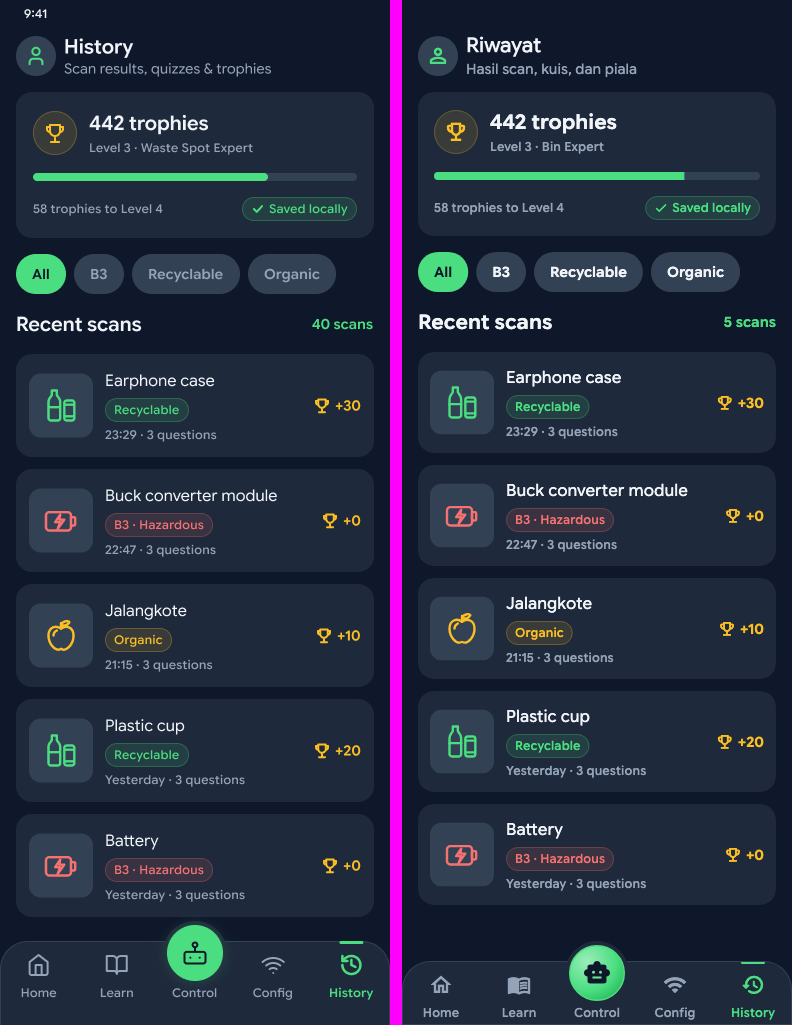 9:41
History
Scan results, quizzes & trophies
442 trophies
Level 3 · Waste Spot Expert
58 trophies to Level 4
Saved locally
All
B3
Recyclable
Organic
Recent scans
40 scans
Earphone case
Recyclable
+30
23:29 · 3 questions
Buck converter module
B3 · Hazardous
+0
22:47 · 3 questions
Jalangkote
Organic
+10
21:15 · 3 questions
Plastic cup
Recyclable
+20
Yesterday · 3 questions
Battery
B3 · Hazardous
+0
Yesterday · 3 questions
Home
Learn
Control
Config
History
Riwayat
Hasil scan, kuis, dan piala
442 trophies
Level 3 · Bin Expert
58 trophies to Level 4
Saved locally
All
B3
Recyclable
Organic
Recent scans
5 scans
Earphone case
Recyclable
+30
23:29 · 3 questions
Buck converter module
B3 · Hazardous
+0
22:47 · 3 questions
Jalangkote
Organic
+10
21:15 · 3 questions
Plastic cup
Recyclable
+20
Yesterday · 3 questions
Battery
B3 · Hazardous
+0
Yesterday · 3 questions
Home
Learn
Control
Config
History